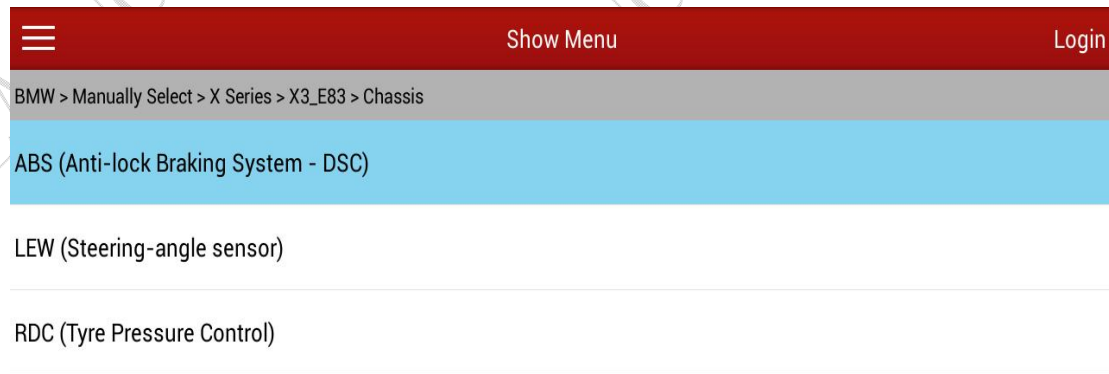 Show Menu
Login
BMW > Manually Select > X Series > X3_E83 > Chassis
ABS (Anti-lock Braking System - DSC)
LEW (Steering-angle sensor)
RDC (Tyre Pressure Control)